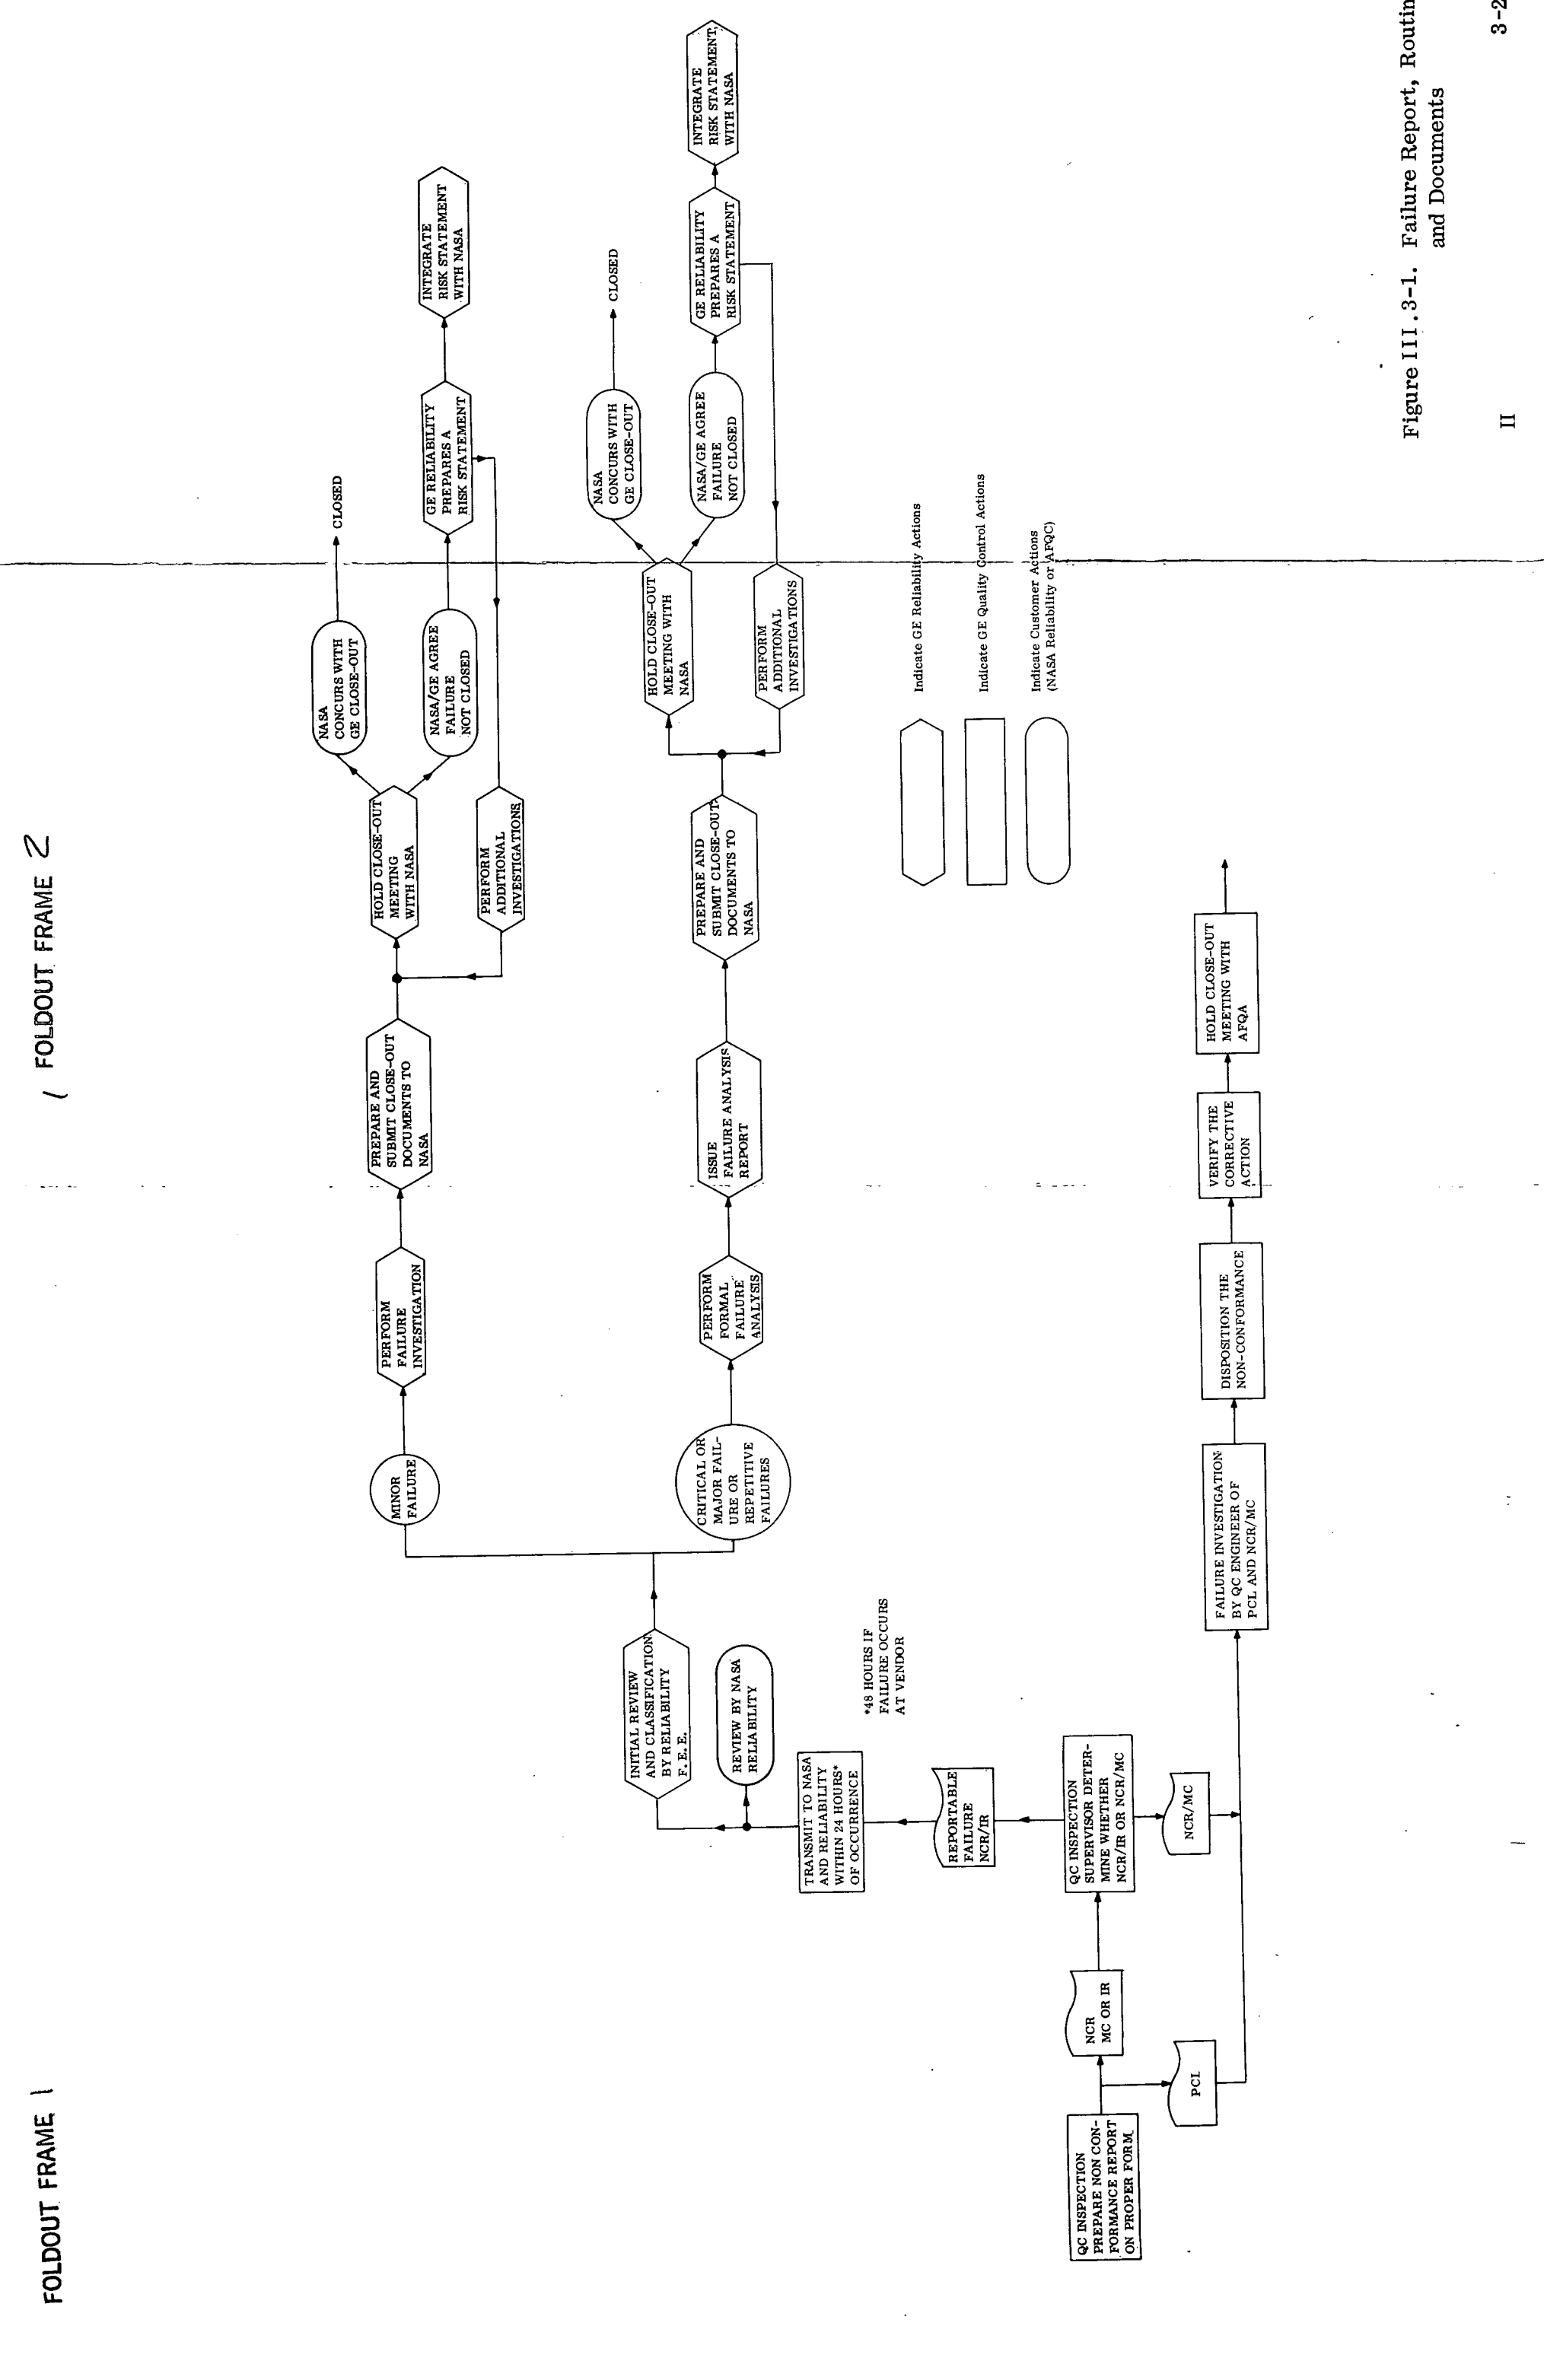 FOLDOUT FRAME 1
FOLDOUT FRAME 2
QC INSPECTION
PREPARE NON CON-
FORMANCE REPORT
ON PROPER FORM
PCL
NCR
MC OR IR
QC INSPECTION
SUPERVISOR DETER-
MINE WHETHER
NCR/IR OR NCR/MC
NCR/MC
REPORTABLE
FAILURE
NCR/IR
TRANSMIT TO NASA
AND RELIABILITY
WITHIN 24 HOURS*
OF OCCURRENCE
*48 HOURS IF
FAILURE OCCURS
AT VENDOR
REVIEW BY NASA
RELIABILITY
INITIAL REVIEW
AND CLASSIFICATION
BY RELIABILITY
F.E.E.
MINOR
FAILURE
PERFORM
FAILURE
INVESTIGATION
PREPARE AND
SUBMIT CLOSE-OUT
DOCUMENTS TO
NASA
HOLD CLOSE-OUT
MEETING
WITH NASA
PERFORM
ADDITIONAL
INVESTIGATIONS
NASA
CONCURS WITH
GE CLOSE-OUT
CLOSED
NASA/GE AGREE
FAILURE
NOT CLOSED
GE RELIABILITY
PREPARES A
RISK STATEMENT
INTEGRATE
RISK STATEMENT
WITH NASA
CRITICAL OR
MAJOR FAIL-
URE OR
REPETITIVE
FAILURES
PERFORM
FORMAL
FAILURE
ANALYSIS
ISSUE
FAILURE ANALYSIS
REPORT
PREPARE AND
SUBMIT CLOSE-OUT
DOCUMENTS TO
NASA
HOLD CLOSE-OUT
MEETING WITH
NASA
PERFORM
ADDITIONAL
INVESTIGATIONS
NASA
CONCURS WITH
GE CLOSE-OUT
CLOSED
NASA/GE AGREE
FAILURE
NOT CLOSED
GE RELIABILITY
PREPARES A
RISK STATEMENT
INTEGRATE
RISK STATEMENT
WITH NASA
Indicate GE Reliability Actions
Indicate GE Quality Control Actions
Indicate Customer Actions
(NASA Reliability or AFQC)
FAILURE INVESTIGATION
BY QC ENGINEER OF
PCL AND NCR/MC
DISPOSITION THE
NON-CONFORMANCE
VERIFY THE
CORRECTIVE
ACTION
HOLD CLOSE-OUT
MEETING WITH
AFQA
Figure III.3-1. Failure Report, Routin
and Documents
II
3-2